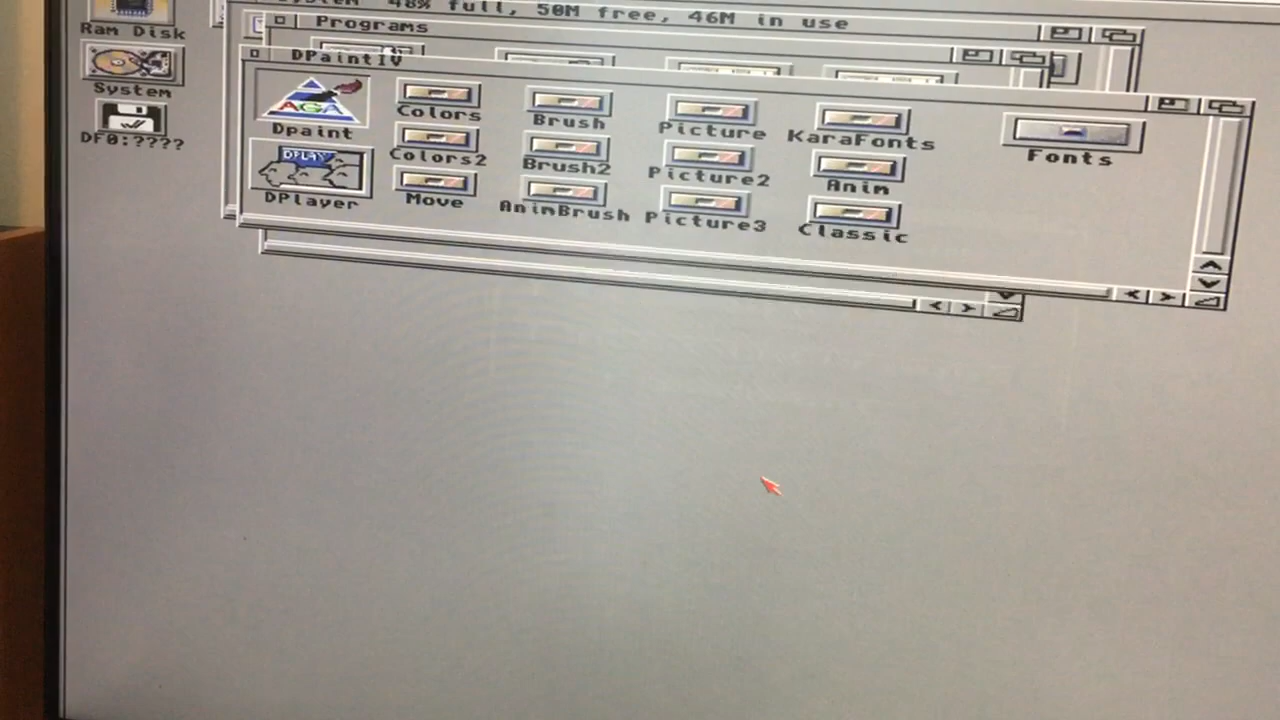 System 48% full, 50M free, 46M in use
Ram Disk
Programs
System
DPaintIV
DF0:????
AGA
Dpaint
Colors
Brush
Picture
KaraFonts
Fonts
DPLAY
DPlayer
Colors2
Brush2
Picture2
Anim
Move
AnimBrush
Picture3
Classic